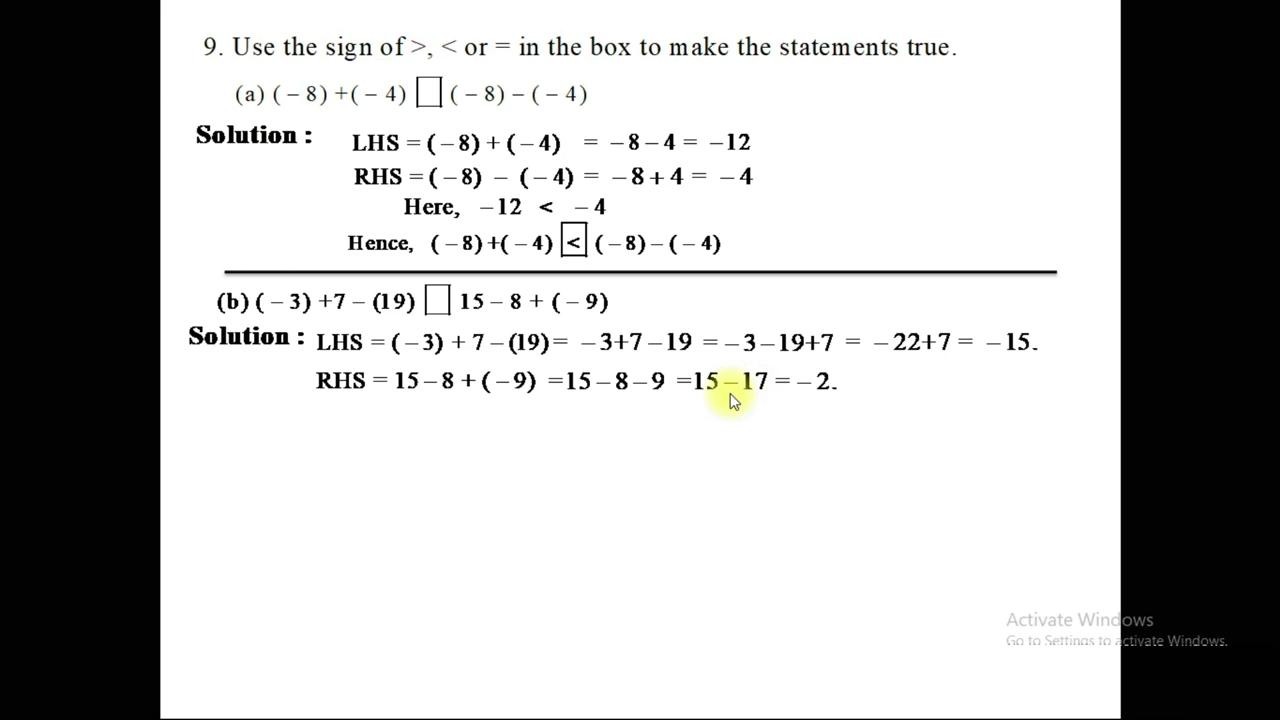 9. Use the sign of >, < or = in the box to make the statements true.
(a) (– 8) +(– 4) □ (– 8) – (– 4)
Solution : LHS = (–8) + (–4) = –8 – 4 = –12
RHS = (–8) – (–4) = –8 + 4 = –4
Here, –12 < –4
Hence, (–8)+(–4) < (–8) – (–4)
(b) (– 3) +7 – (19) □ 15 – 8 + (– 9)
Solution : LHS = (–3) + 7 – (19) = –3+7 – 19 = –3 – 19+7 = –22+7 = –15.
RHS = 15 – 8 + (–9) =15 – 8 – 9 =15 – 17 = –2.
Activate Windows
Go to Settings to activate Windows.